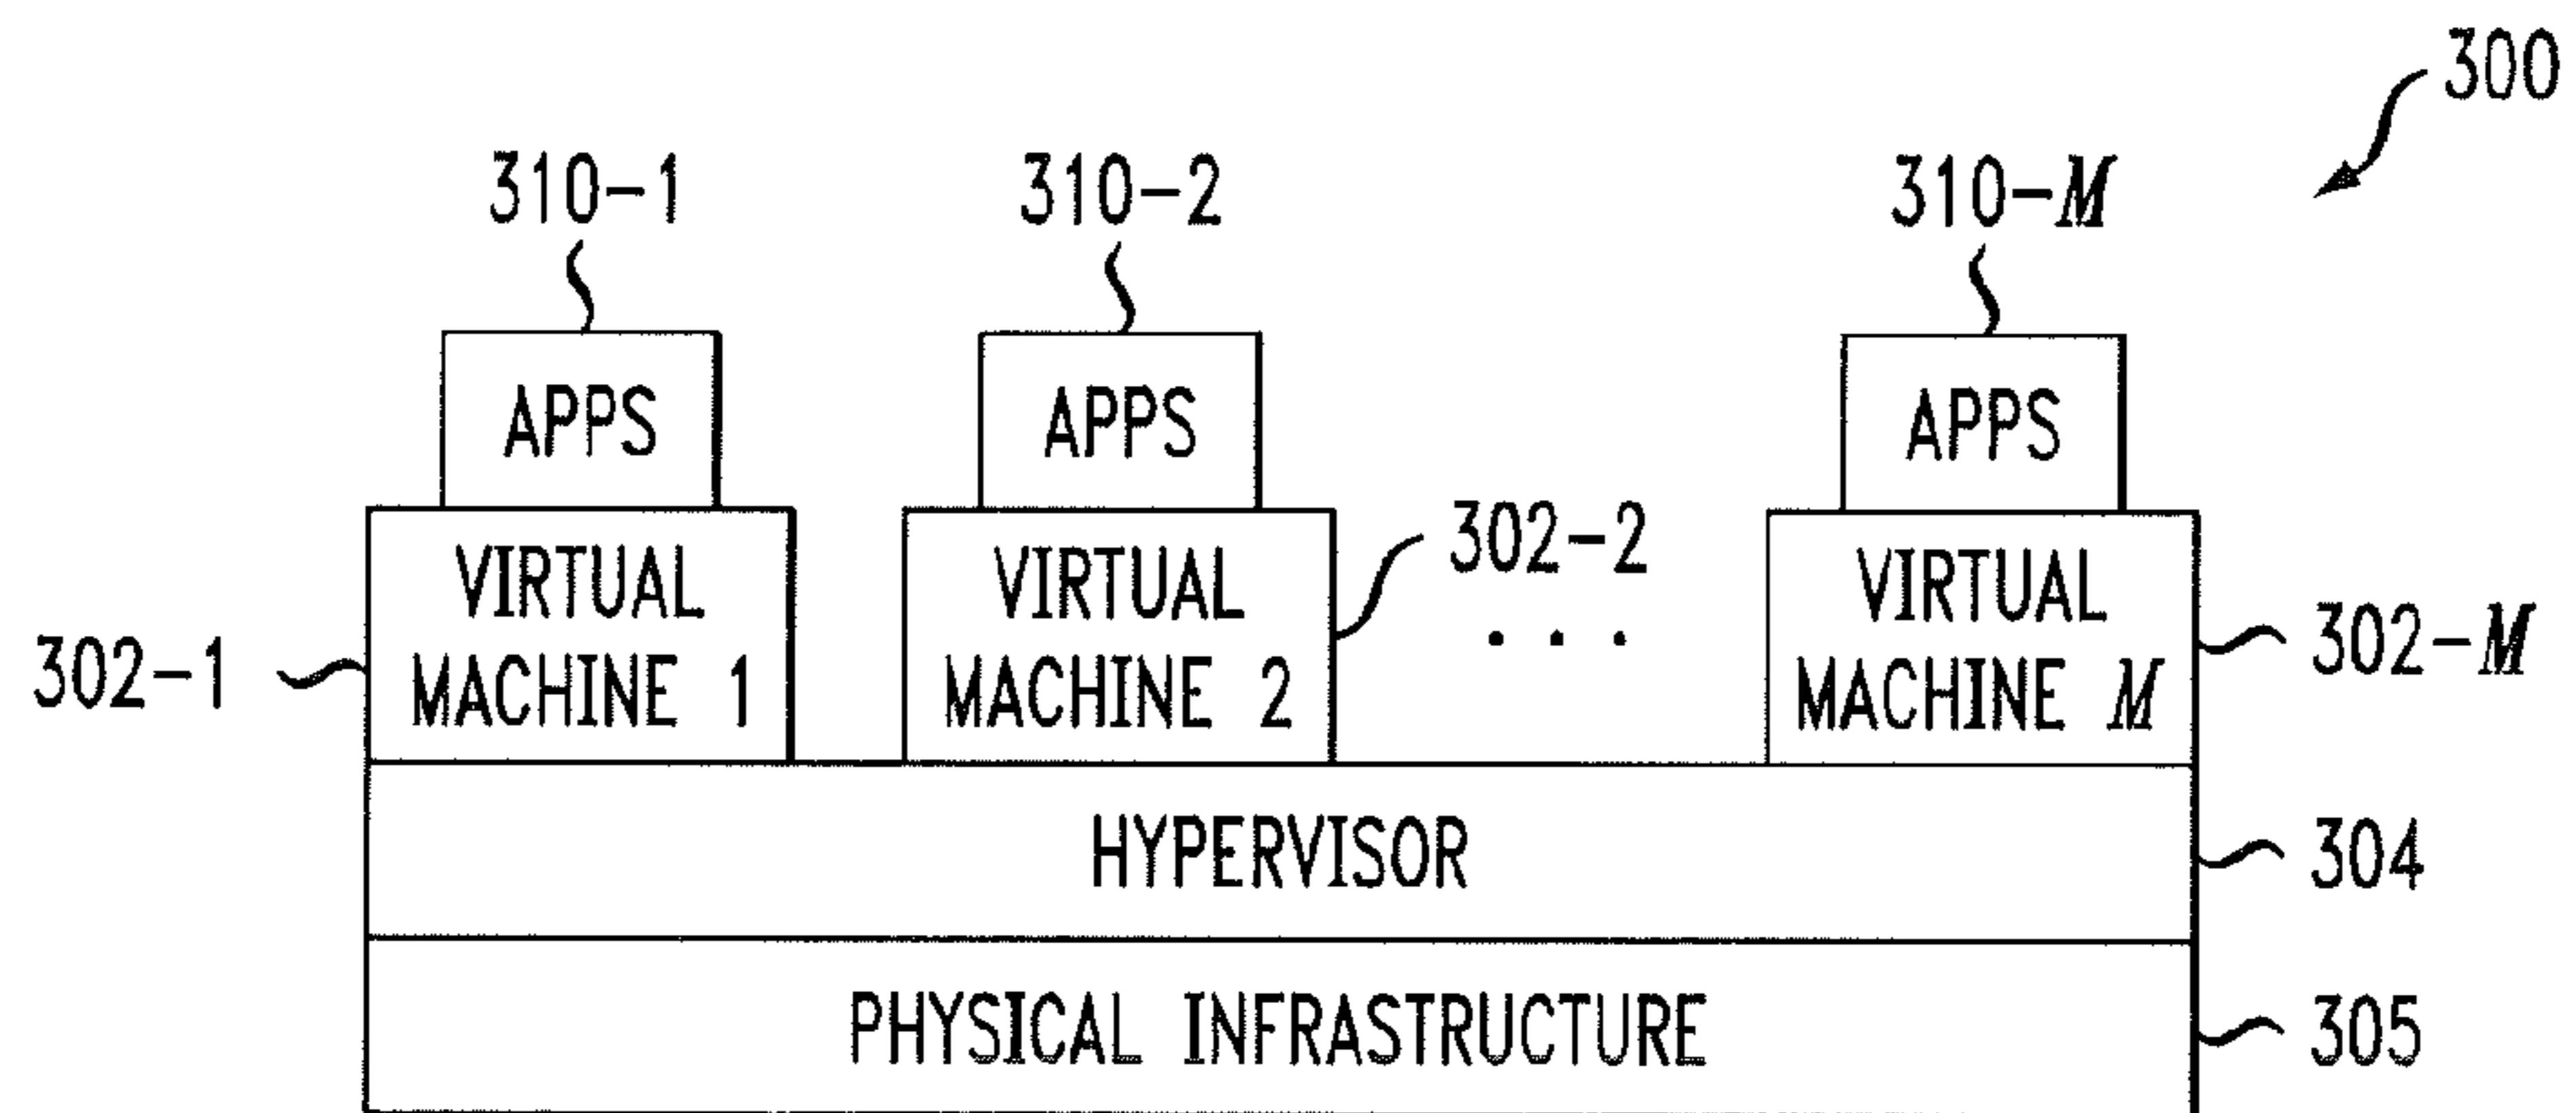 300
310-1 310-2 310-M
APPS APPS APPS
302-2
VIRTUAL VIRTUAL VIRTUAL
MACHINE 1 MACHINE 2 . . . MACHINE M
302-1 302-M
HYPERVISOR 304
PHYSICAL INFRASTRUCTURE 305